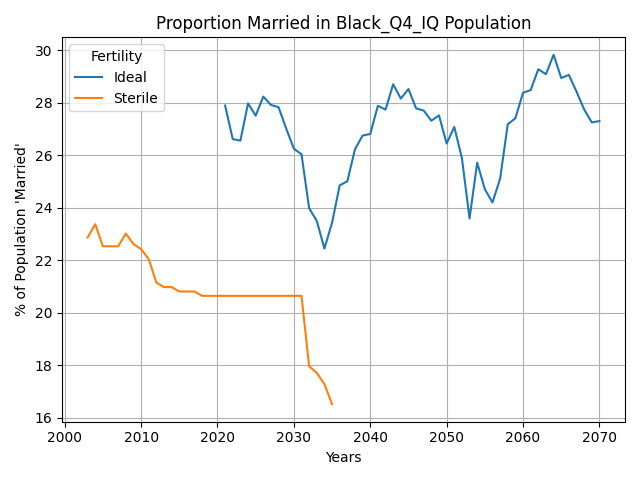 Proportion Married in Black_Q4_IQ Population
Fertility
Ideal
Sterile
% of Population 'Married'
30
28
26
24
22
20
18
16
2000 2010 2020 2030 2040 2050 2060 2070
Years